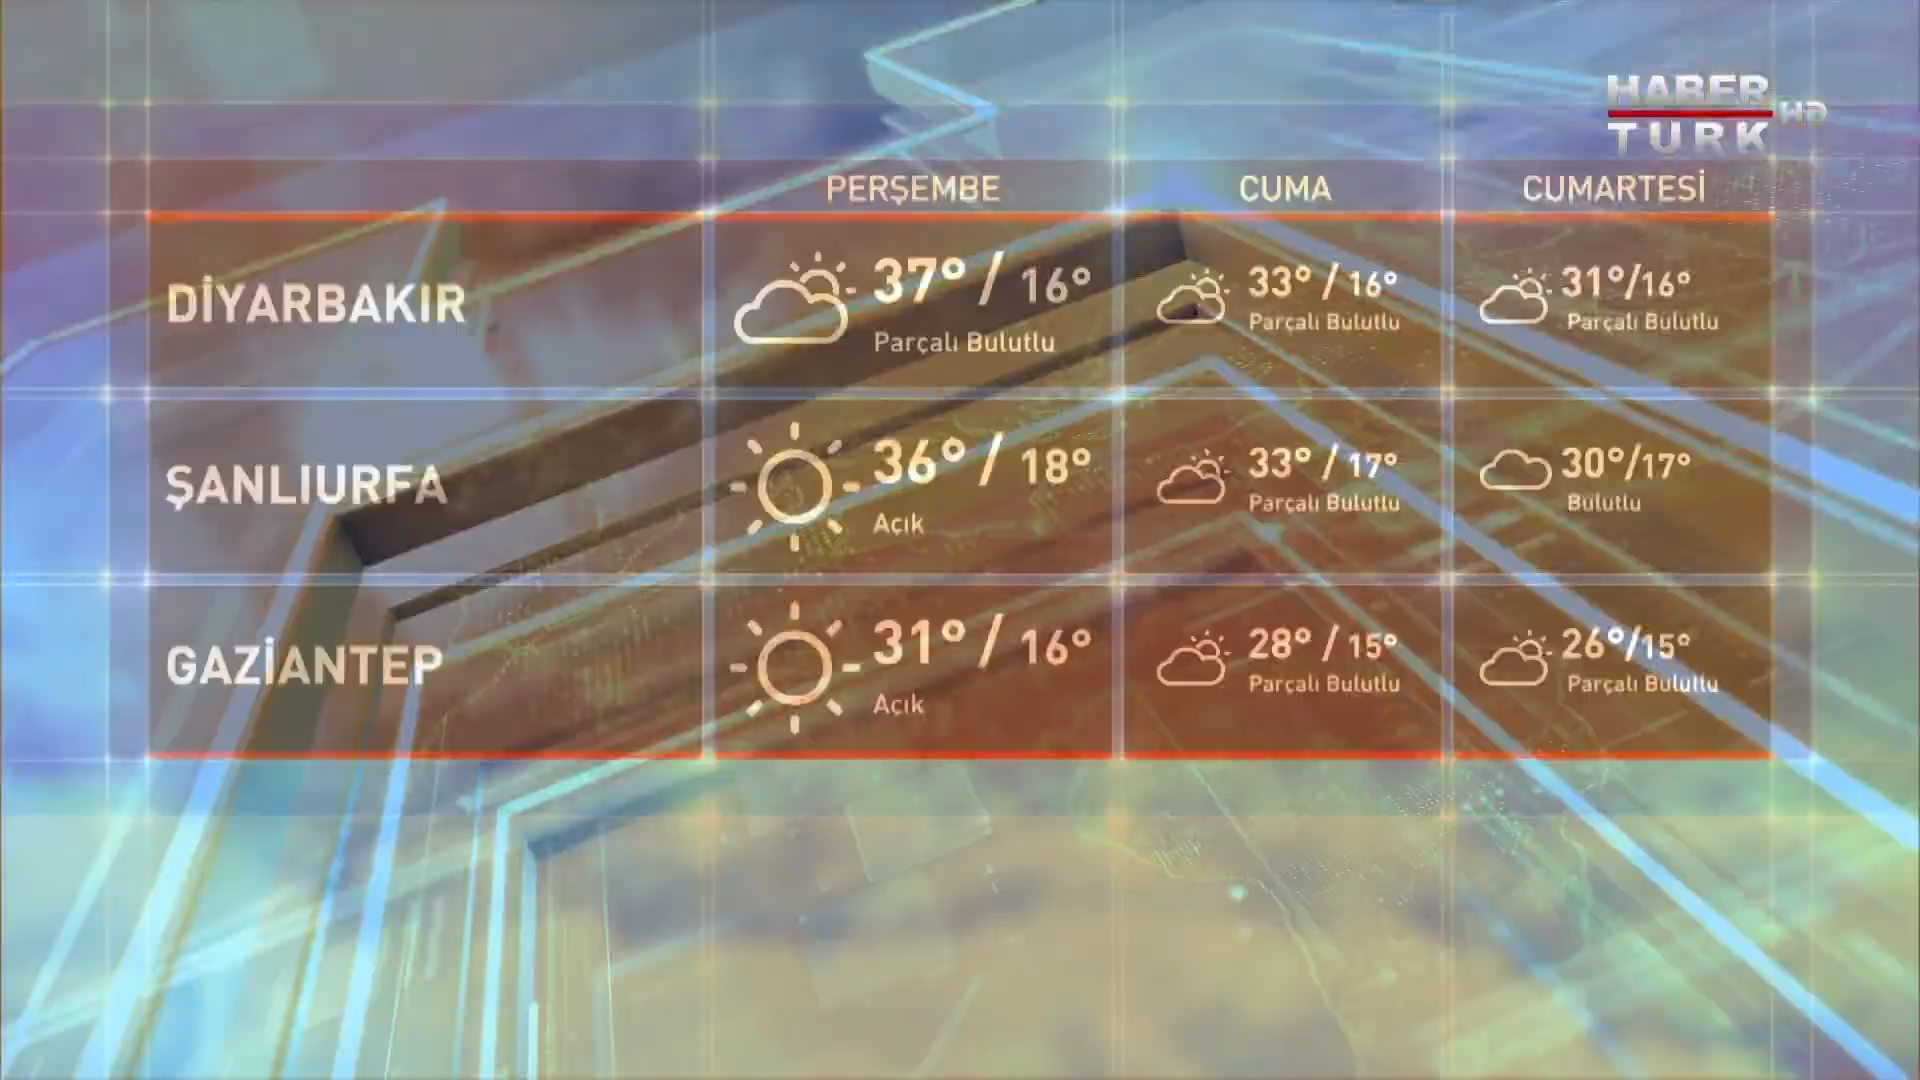 HABER
TURK HD
PERŞEMBE CUMA CUMARTESİ
DİYARBAKIR 37°/16° 33°/16° 31°/16°
Parçalı Bulutlu Parçalı Bulutlu Parçalı Bulutlu
ŞANLIURFA 36°/18° 33°/17° 30°/17°
Açık Parçalı Bulutlu Bulutlu
GAZİANTEP 31°/16° 28°/15° 26°/15°
Açık Parçalı Bulutlu Parçalı Bulutlu